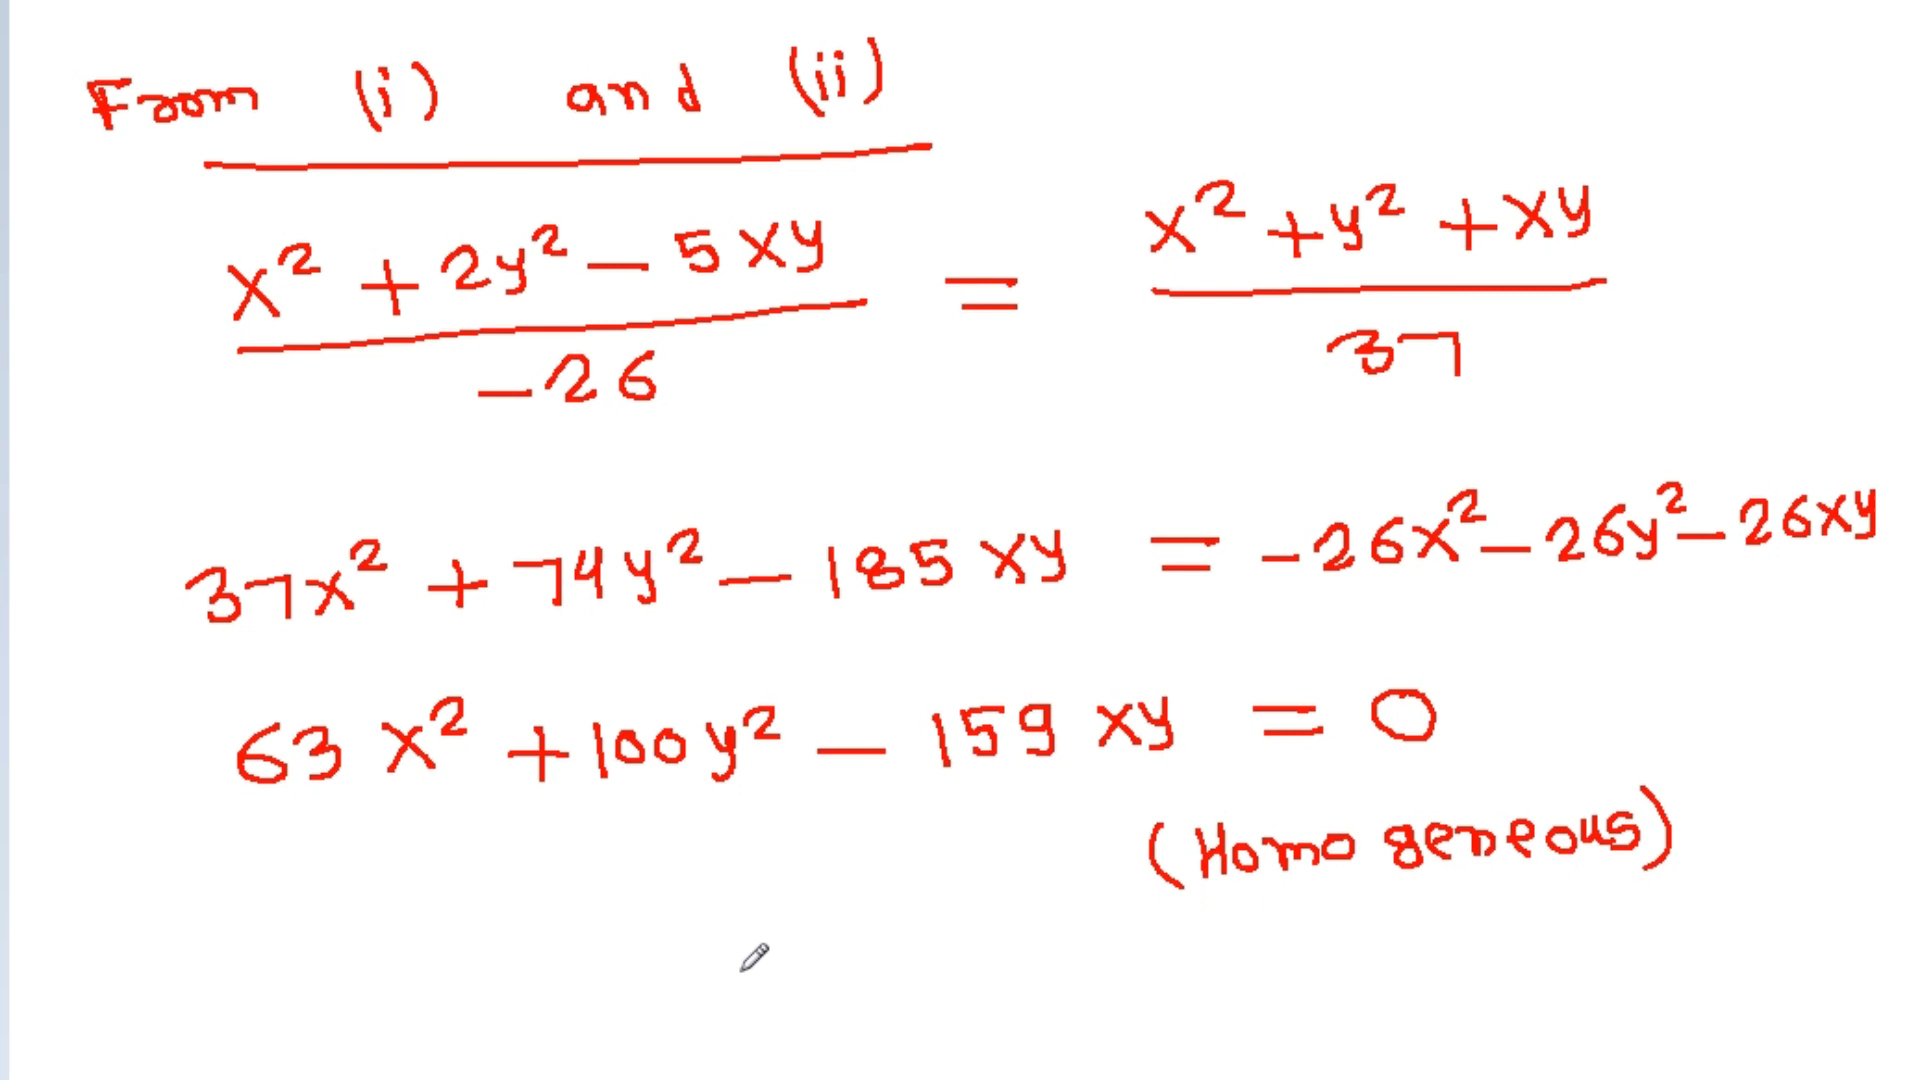 From (i) and (ii)
x² + 2y² – 5xy / –26 = x² + y² + xy / 37
37x² + 74y² – 185xy = –26x² – 26y² – 26xy
63x² + 100y² – 159xy = 0
(Homogeneous)